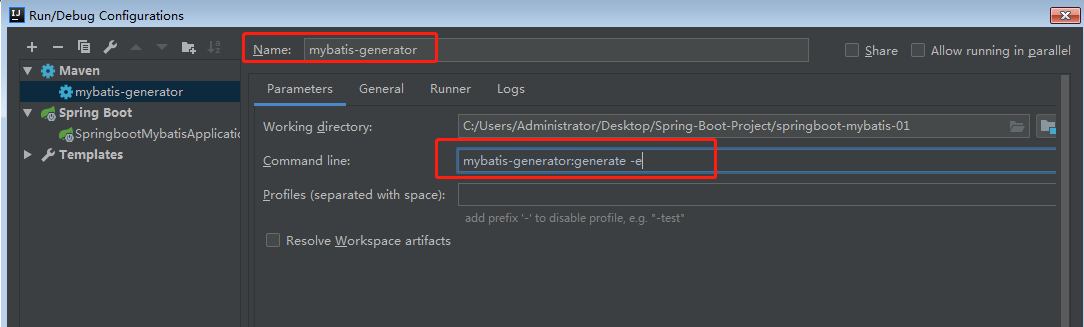 IJ Run/Debug Configurations
Name: mybatis-generator Share Allow running in parallel
Maven
mybatis-generator
Spring Boot
SpringbootMybatisApplicatio
Templates
Parameters General Runner Logs
Working directory: C:/Users/Administrator/Desktop/Spring-Boot-Project/springboot-mybatis-01
Command line: mybatis-generator:generate -e
Profiles (separated with space):
add prefix '-' to disable profile, e.g. "-test"
Resolve Workspace artifacts